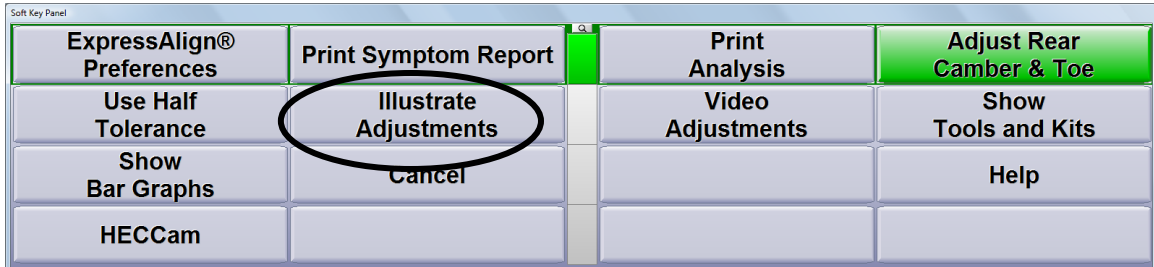 Soft Key Panel
ExpressAlign®
Preferences
Print Symptom Report
Print
Analysis
Adjust Rear
Camber & Toe
Use Half
Tolerance
Illustrate
Adjustments
Video
Adjustments
Show
Tools and Kits
Show
Bar Graphs
Cancel
Help
HECCam